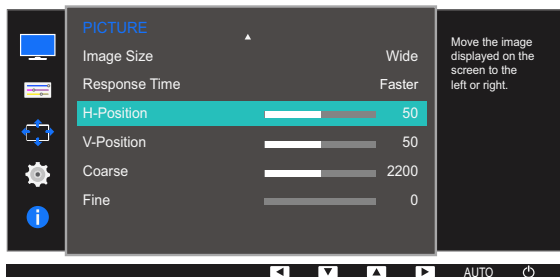 PICTURE
Image Size Wide
Response Time Faster
H-Position 50
V-Position 50
Coarse 2200
Fine 0
Move the image
displayed on the
screen to the
left or right.
AUTO